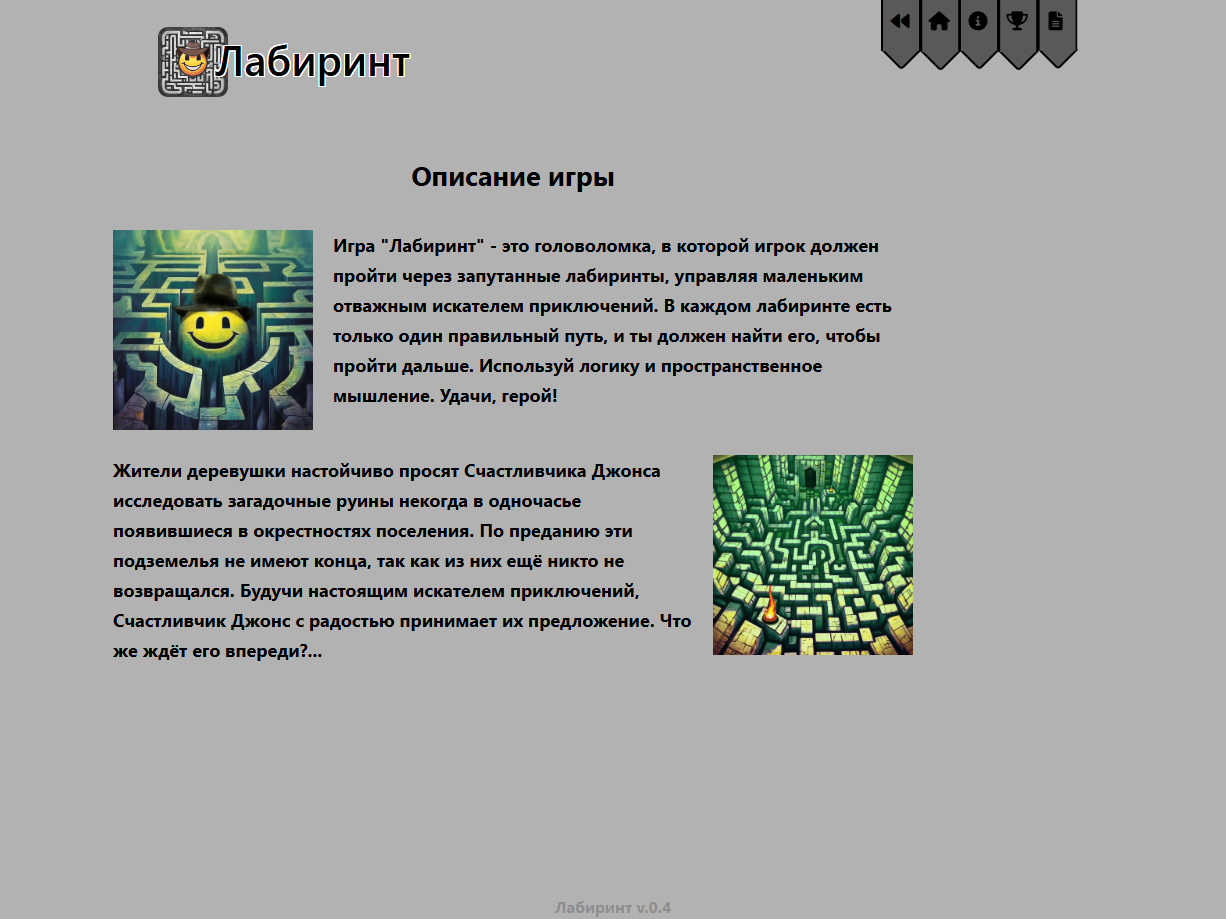 Лабиринт
Описание игры
Игра "Лабиринт" - это головоломка, в которой игрок должен
пройти через запутанные лабиринты, управляя маленьким
отважным искателем приключений. В каждом лабиринте есть
только один правильный путь, и ты должен найти его, чтобы
пройти дальше. Используй логику и пространственное
мышление. Удачи, герой!
Жители деревушки настойчиво просят Счастливчика Джонса
исследовать загадочные руины некогда в одночасье
появившиеся в окрестностях поселения. По преданию эти
подземелья не имеют конца, так как из них ещё никто не
возвращался. Будучи настоящим искателем приключений,
Счастливчик Джонс с радостью принимает их предложение. Что
же ждёт его впереди?...
Лабиринт v.0.4